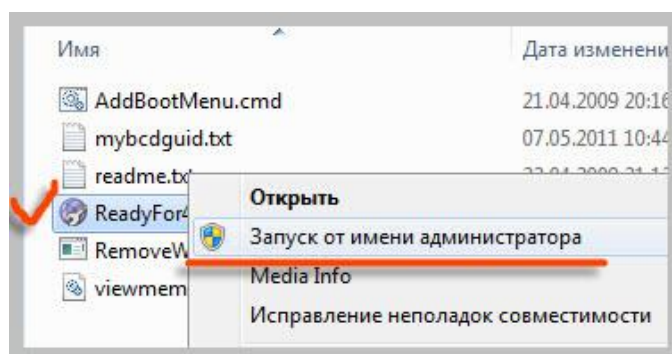 Имя Дата изменени
AddBootMenu.cmd 21.04.2009 20:16
mybcdguid.txt 07.05.2011 10:44
readme.tx
ReadyFor4
RemoveW
viewmem
Открыть
Запуск от имени администратора
Media Info
Исправление неполадок совместимости